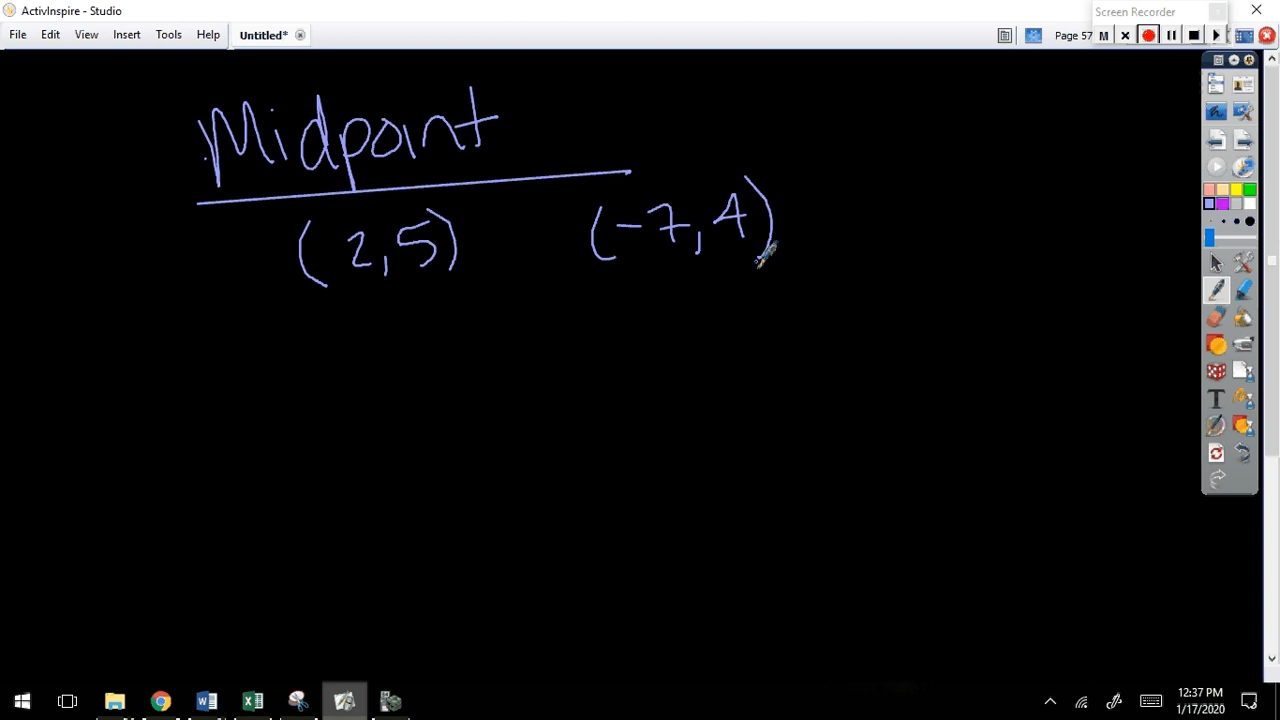 ActivInspire - Studio
Screen Recorder
File Edit View Insert Tools Help Untitled*
Page 57
M
Midpoint
(2,5) (-7,4)
T
12:37 PM
1/17/2020